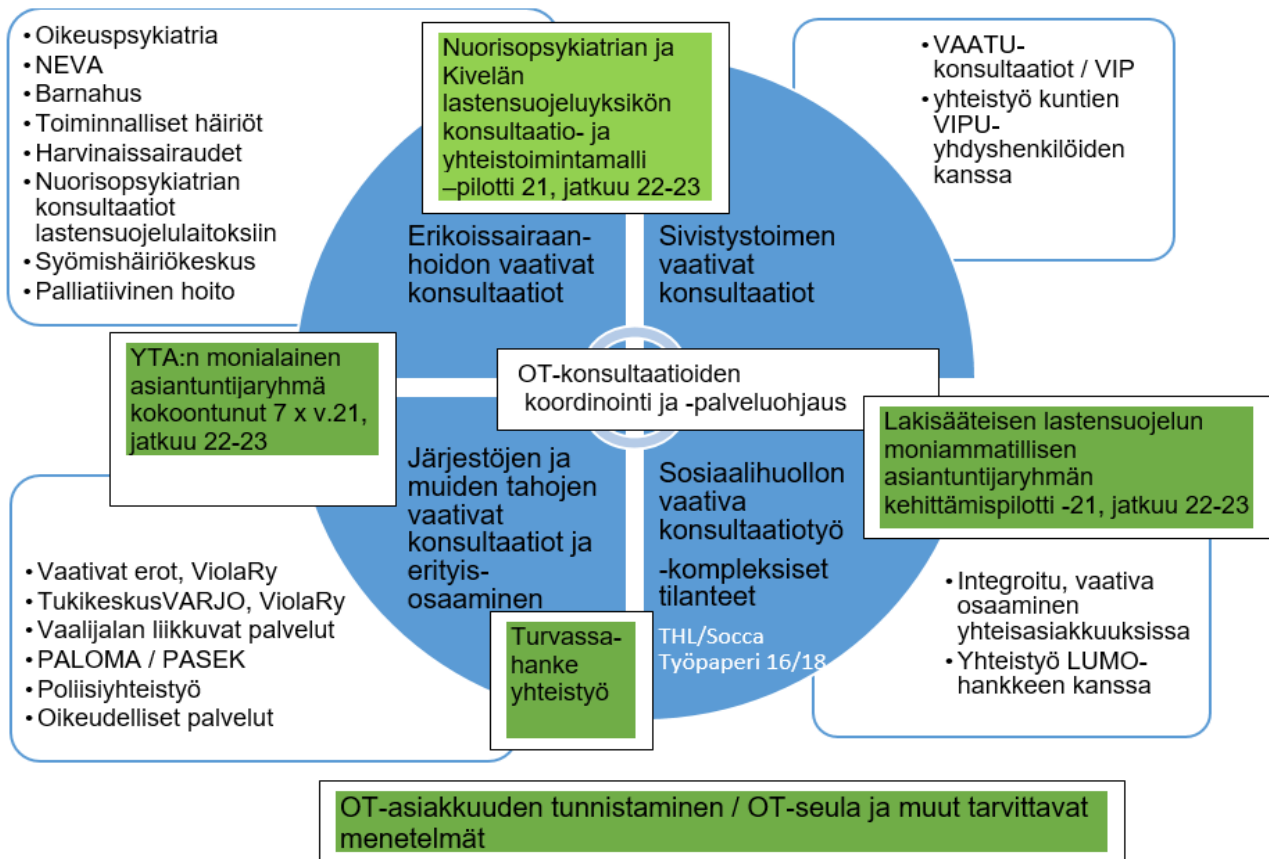 • Oikeuspsykiatria
• NEVA
• Barnahus
• Toiminnalliset häiriöt
• Harvinaissairaudet
• Nuorisopsykiatrian
konsultaatiot
lastensuojelulaitoksiin
• Syömishäiriökeskus
• Palliatiivinen hoito
Nuorisopsykiatrian ja
Kivelän
lastensuojeluyksikön
konsultaatio- ja
yhteistoimintamalli
–pilotti 21, jatkuu 22-23
• VAATU-
konsultaatiot / VIP
• yhteistyö kuntien
VIPU-
yhdyshenkilöiden
kanssa
Erikoissairaan-
hoidon vaativat
konsultaatiot
Sivistystoimen
vaativat
konsultaatiot
YTA:n monialainen
asiantuntijaryhmä
kokoontunut 7 x v.21,
jatkuu 22-23
OT-konsultaatioiden
koordinointi ja -palveluohjaus
Lakisääteisen lastensuojelun
moniammatillisen
asiantuntijaryhmän
kehittämispilotti -21, jatkuu 22-23
Järjestöjen ja
muiden tahojen
vaativat
konsultaatiot ja
erityis-
osaaminen
Sosiaalihuollon
vaativa
konsultaatiotyö
-kompleksiset
tilanteet
THL/Socca
Työpaperi 16/18
• Vaativat erot, ViolaRy
• TukikeskusVARJO, ViolaRy
• Vaalijalan liikkuvat palvelut
• PALOMA / PASEK
• Poliisiyhteistyö
• Oikeudelliset palvelut
Turvassa-
hanke
yhteistyö
• Integroitu, vaativa
osaaminen
yhteisasiakkuuksissa
• Yhteistyö LUMO-
hankkeen kanssa
OT-asiakkuuden tunnistaminen / OT-seula ja muut tarvittavat
menetelmät